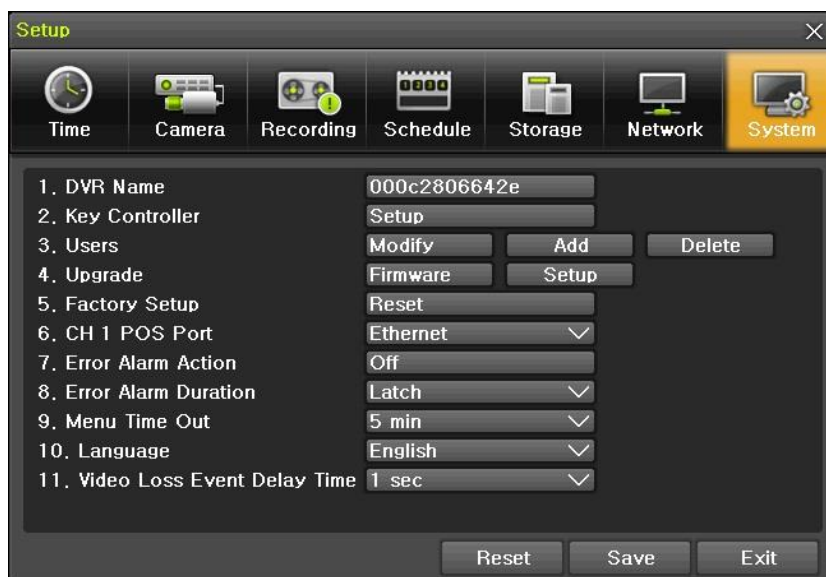 Setup
Time Camera Recording Schedule Storage Network System
1. DVR Name 000c2806642e
2. Key Controller Setup
3. Users Modify Add Delete
4. Upgrade Firmware Setup
5. Factory Setup Reset
6. CH 1 POS Port Ethernet
7. Error Alarm Action Off
8. Error Alarm Duration Latch
9. Menu Time Out 5 min
10. Language English
11. Video Loss Event Delay Time 1 sec
Reset Save Exit